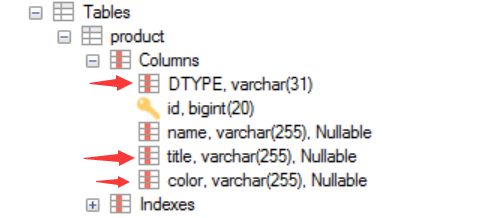 Tables
product
Columns
DTYPE, varchar(31)
id, bigint(20)
name, varchar(255), Nullable
title, varchar(255), Nullable
color, varchar(255), Nullable
Indexes